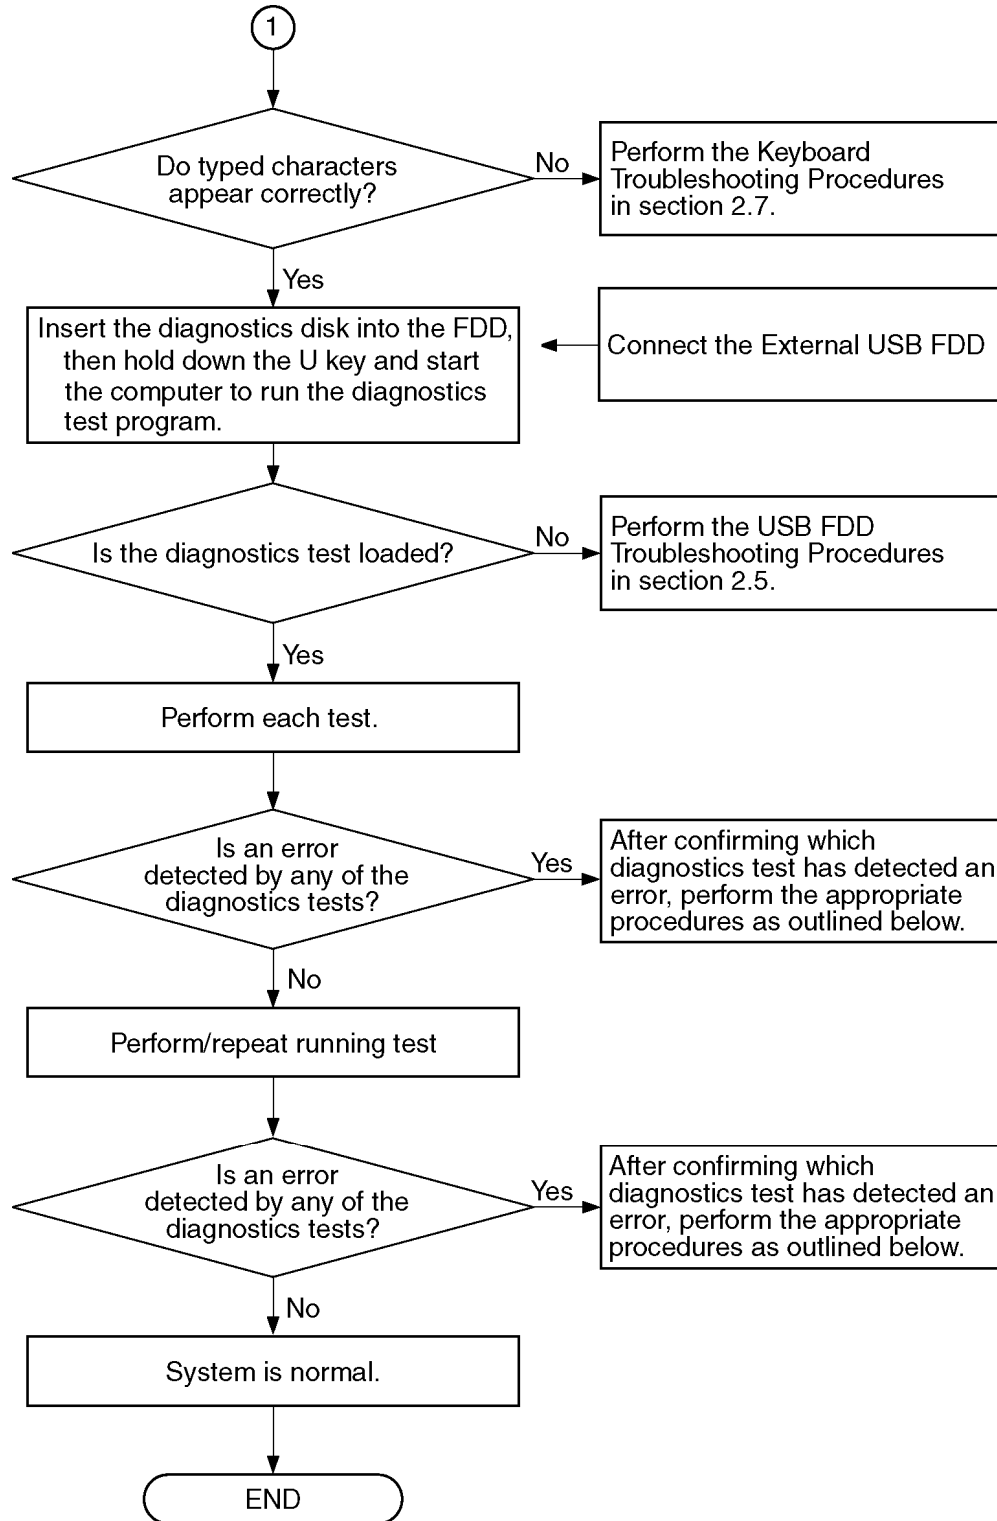 1
Do typed characters
appear correctly?
No
Perform the Keyboard
Troubleshooting Procedures
in section 2.7.
Yes
Insert the diagnostics disk into the FDD,
then hold down the U key and start
the computer to run the diagnostics
test program.
Connect the External USB FDD
Is the diagnostics test loaded?
No
Perform the USB FDD
Troubleshooting Procedures
in section 2.5.
Yes
Perform each test.
Is an error
detected by any of the
diagnostics tests?
Yes
After confirming which
diagnostics test has detected an
error, perform the appropriate
procedures as outlined below.
No
Perform/repeat running test
Is an error
detected by any of the
diagnostics tests?
Yes
After confirming which
diagnostics test has detected an
error, perform the appropriate
procedures as outlined below.
No
System is normal.
END